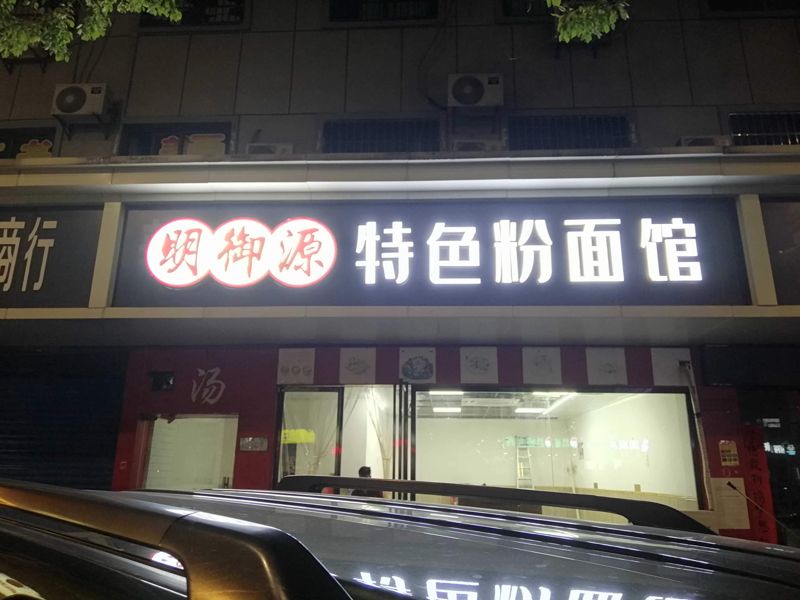 商行
明御源 特色粉面馆
汤